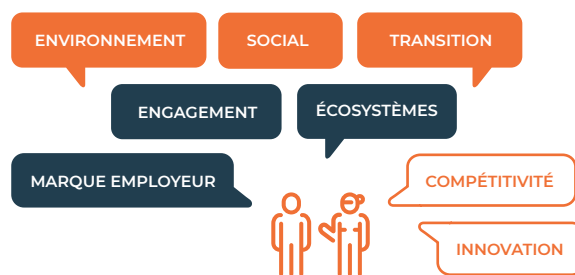 ENVIRONNEMENT
SOCIAL
TRANSITION
ENGAGEMENT
ÉCOSYSTÈMES
MARQUE EMPLOYEUR
COMPÉTITIVITÉ
INNOVATION